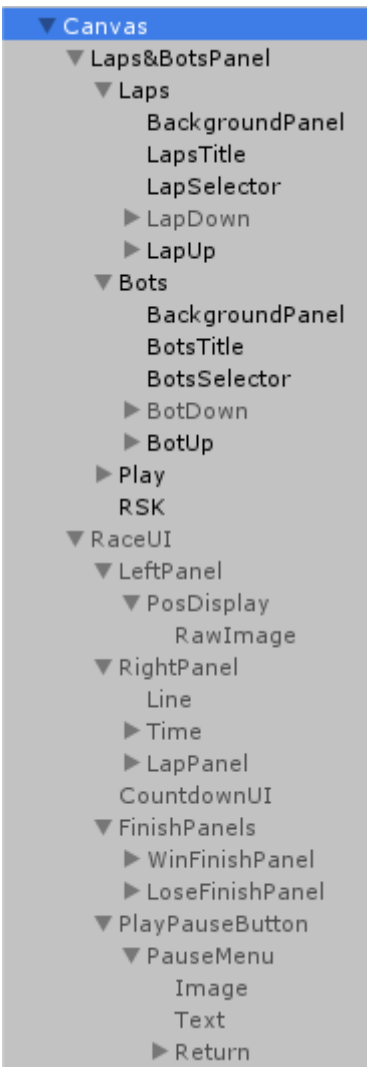 Canvas
Laps&BotsPanel
Laps
BackgroundPanel
LapsTitle
LapSelector
LapDown
LapUp
Bots
BackgroundPanel
BotsTitle
BotsSelector
BotDown
BotUp
Play
RSK
RaceUI
LeftPanel
PosDisplay
RawImage
RightPanel
Line
Time
LapPanel
CountdownUI
FinishPanels
WinFinishPanel
LoseFinishPanel
PlayPauseButton
PauseMenu
Image
Text
Return